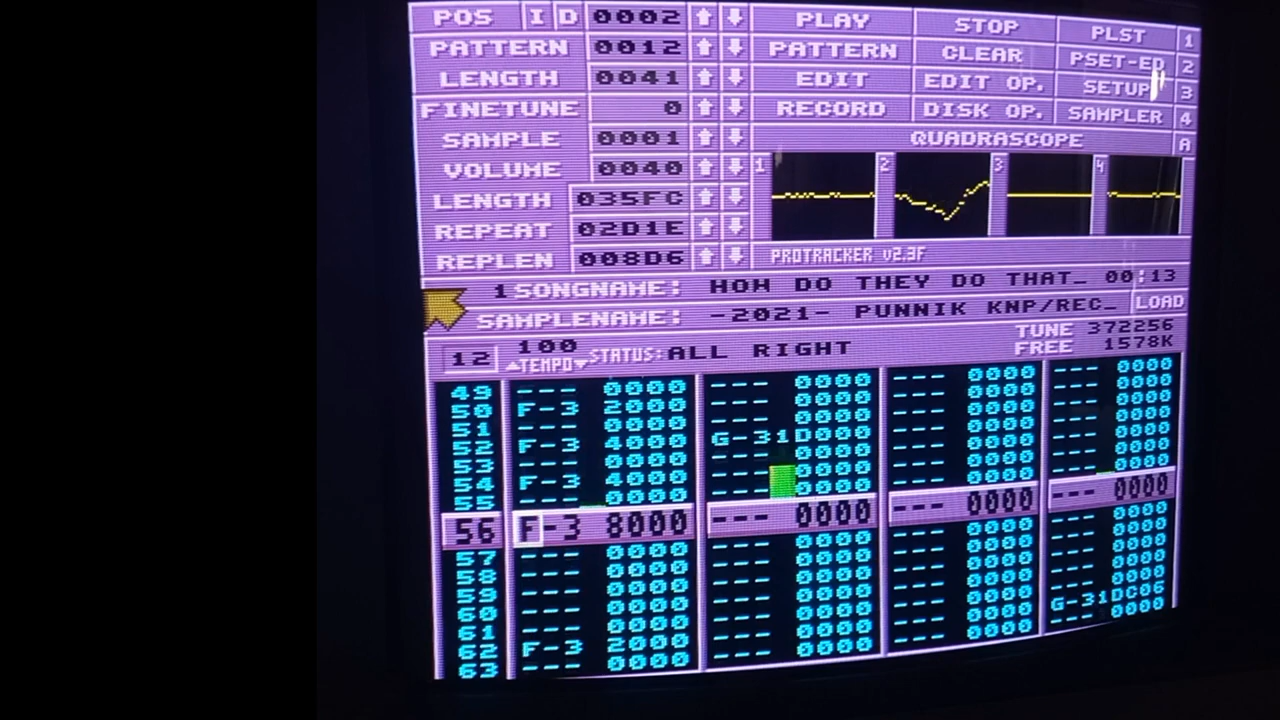 POS I D 0002 PLAY STOP PLST 1
PATTERN 0012 PATTERN CLEAR PSET-ED 2
LENGTH 0041 EDIT EDIT OP. SETUP 3
FINETUNE 0 RECORD DISK OP. SAMPLER 4
SAMPLE 0001 QUADRASCOPE A
VOLUME 0040 1 2 3 4
LENGTH 035FC
REPEAT 02D1E
REPLEN 008D6 PROTRACKER v2.3F
1 SONGNAME: HOW DO THEY DO THAT_ 00:13
SAMPLENAME: -2021- PUNNIK KNP/REC_ LOAD
12 100 TEMPO STATUS: ALL RIGHT TUNE 372256
FREE 1578K
49 --- 0000 --- 0000 --- 0000 --- 0000
50 F-3 2000 --- 0000 --- 0000 --- 0000
51 --- 0000 --- 0000 --- 0000 --- 0000
52 F-3 4000 G-31D000 --- 0000 --- 0000
53 --- 0000 --- 0000 --- 0000 --- 0000
54 F-3 4000 --- 0000 --- 0000 --- 0000
55 --- 0000 --- 0000 --- 0000 --- 0000
56 F-3 8000 --- 0000 --- 0000 --- 0000
57 --- 0000 --- 0000 --- 0000 --- 0000
58 --- 0000 --- 0000 --- 0000 --- 0000
59 --- 0000 --- 0000 --- 0000 --- 0000
60 --- 0000 --- 0000 --- 0000 --- 0000
61 --- 0000 --- 0000 --- 0000 --- 0000
62 F-3 2000 --- 0000 --- 0000 G-31DC06
63 --- 0000 --- 0000 --- 0000 --- 0000